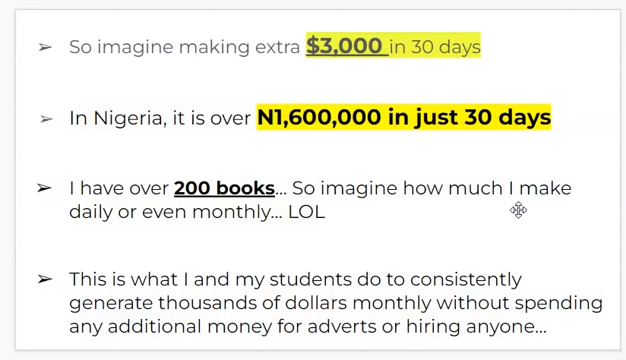 ➢ So imagine making extra $3,000 in 30 days
➢ In Nigeria, it is over N1,600,000 in just 30 days
➢ I have over 200 books... So imagine how much I make
daily or even monthly... LOL
➢ This is what I and my students do to consistently
generate thousands of dollars monthly without spending
any additional money for adverts or hiring anyone...